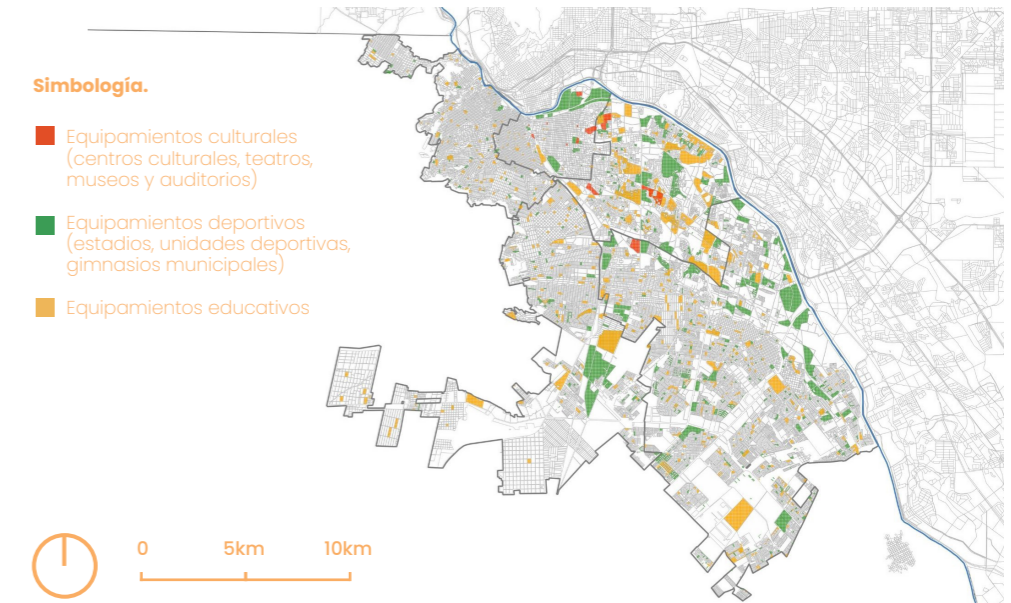 Simbología.
Equipamientos culturales
(centros culturales, teatros,
museos y auditorios)
Equipamientos deportivos
(estadios, unidades deportivas,
gimnasios municipales)
Equipamientos educativos
0 5km 10km